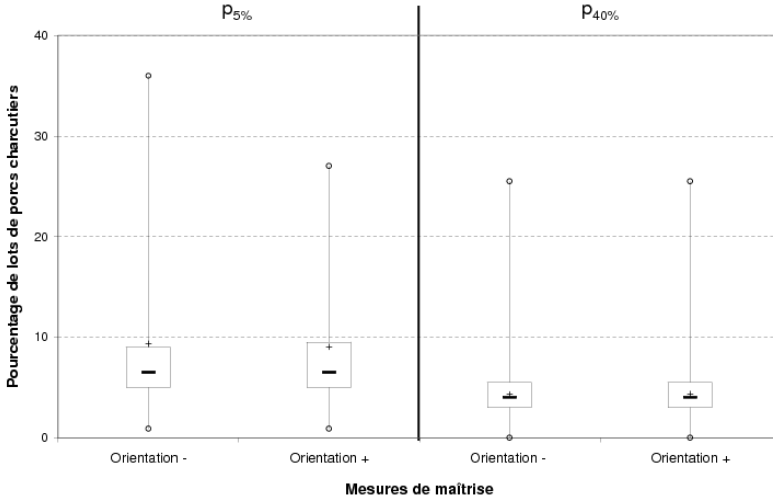 p5% p40%
40
30
20
10
0
Pourcentage de lots de porcs charcutiers
Orientation - Orientation + Orientation - Orientation +
Mesures de maîtrise